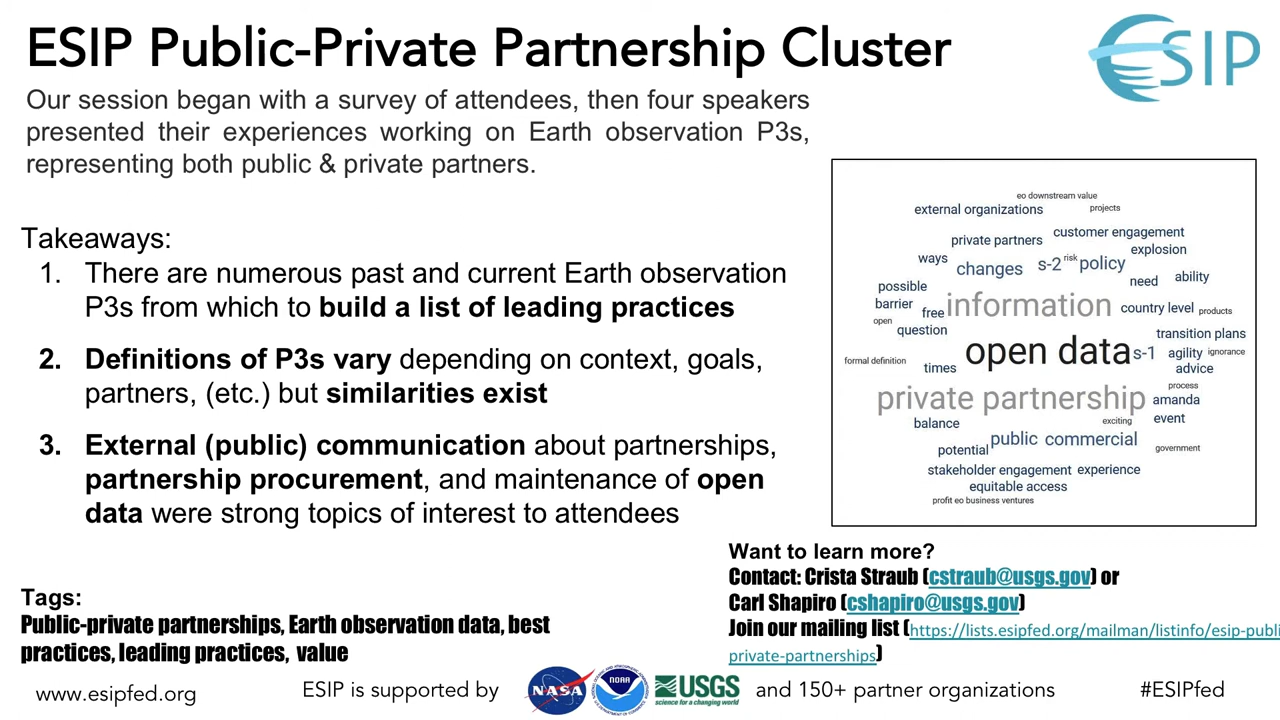 ESIP Public-Private Partnership Cluster
ESIP
Our session began with a survey of attendees, then four speakers
presented their experiences working on Earth observation P3s,
representing both public & private partners.
Takeaways:
1. There are numerous past and current Earth observation
P3s from which to build a list of leading practices
2. Definitions of P3s vary depending on context, goals,
partners, (etc.) but similarities exist
3. External (public) communication about partnerships,
partnership procurement, and maintenance of open
data were strong topics of interest to attendees
eo downstream value
external organizations projects
private partners customer engagement
explosion
ways changes s-2 risk policy
possible need ability
barrier free information country level products
open question
transition plans
open data s-1 agility ignorance
formal definition times advice
process
private partnership amanda
balance exciting event
potential public commercial government
stakeholder engagement experience
equitable access
profit eo business ventures
Want to learn more?
Contact: Crista Straub (cstraub@usgs.gov) or
Carl Shapiro (cshapiro@usgs.gov)
Join our mailing list (https://lists.esipfed.org/mailman/listinfo/esip-publi
private-partnerships)
Tags:
Public-private partnerships, Earth observation data, best
practices, leading practices, value
www.esipfed.org ESIP is supported by NASA NOAA USGS and 150+ partner organizations #ESIPfed
science for a changing world